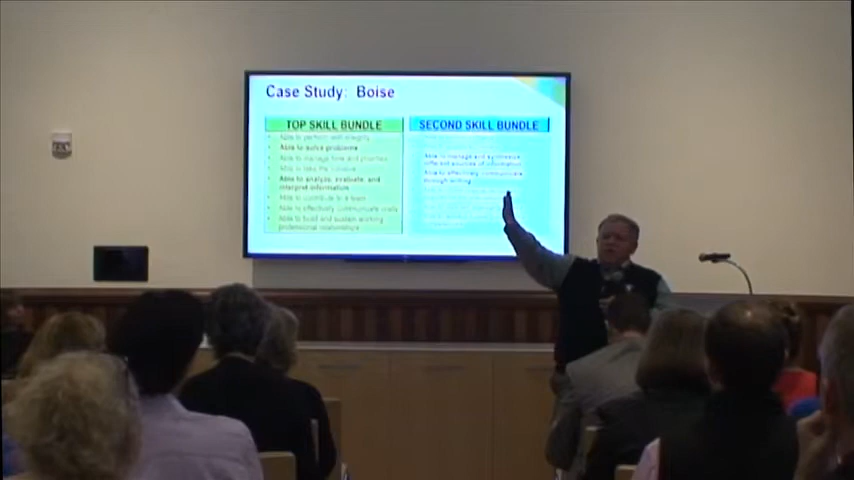 Case Study: Boise
TOP SKILL BUNDLE
Able to perform with integrity
Able to solve problems
Able to manage time and priorities
Able to take the initiative
Able to analyze, evaluate, and
interpret information
Able to contribute to a team
Able to effectively communicate orally
Able to build and sustain working
professional relationships
SECOND SKILL BUNDLE
Able to manage and synthesize
different sources of information
Able to effectively communicate
through writing